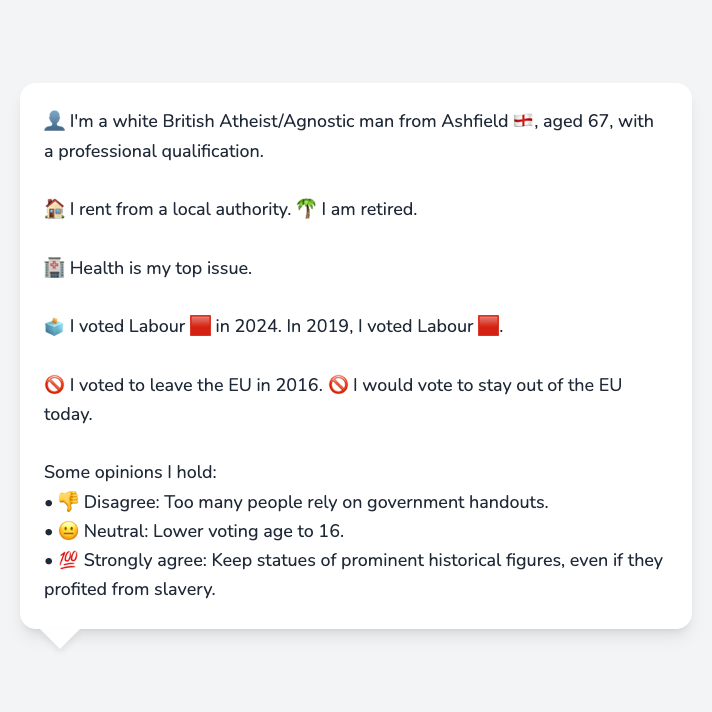 👤 I'm a white British Atheist/Agnostic man from Ashfield 🏴󠁧󠁢󠁥󠁮󠁧󠁿, aged 67, with
a professional qualification.
🏠 I rent from a local authority. 🌴 I am retired.
🏥 Health is my top issue.
🗳️ I voted Labour 🟥 in 2024. In 2019, I voted Labour 🟥.
🚫 I voted to leave the EU in 2016. 🚫 I would vote to stay out of the EU
today.
Some opinions I hold:
• 👎 Disagree: Too many people rely on government handouts.
• 😐 Neutral: Lower voting age to 16.
• 💯 Strongly agree: Keep statues of prominent historical figures, even if they
profited from slavery.